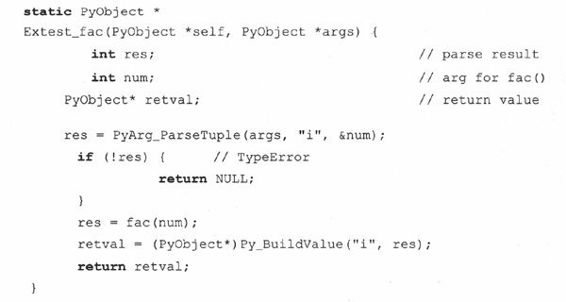 static PyObject *
Extest_fac(PyObject *self, PyObject *args) {
int res; // parse result
int num; // arg for fac()
PyObject* retval; // return value
res = PyArg_ParseTuple(args, "i", &num);
if (!res) { // TypeError
return NULL;
}
res = fac(num);
retval = (PyObject*)Py_BuildValue("i", res);
return retval;
}